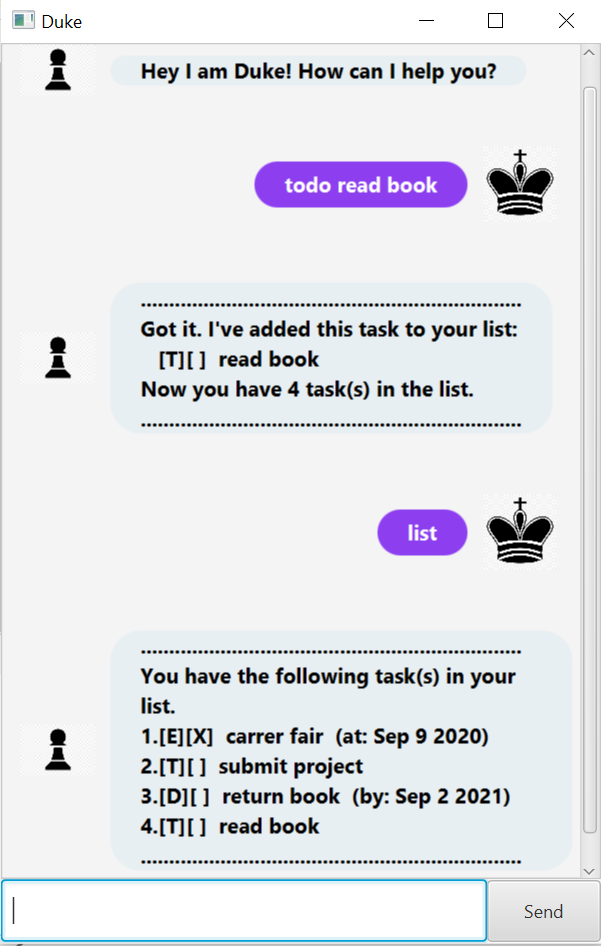 Duke
Hey I am Duke! How can I help you?
todo read book
.....................................................................
Got it. I've added this task to your list:
[T][ ]  read book
Now you have 4 task(s) in the list.
.....................................................................
list
.....................................................................
You have the following task(s) in your
list.
1.[E][X]  carrer fair  (at: Sep 9 2020)
2.[T][ ]  submit project
3.[D][ ]  return book  (by: Sep 2 2021)
4.[T][ ]  read book
.....................................................................
Send